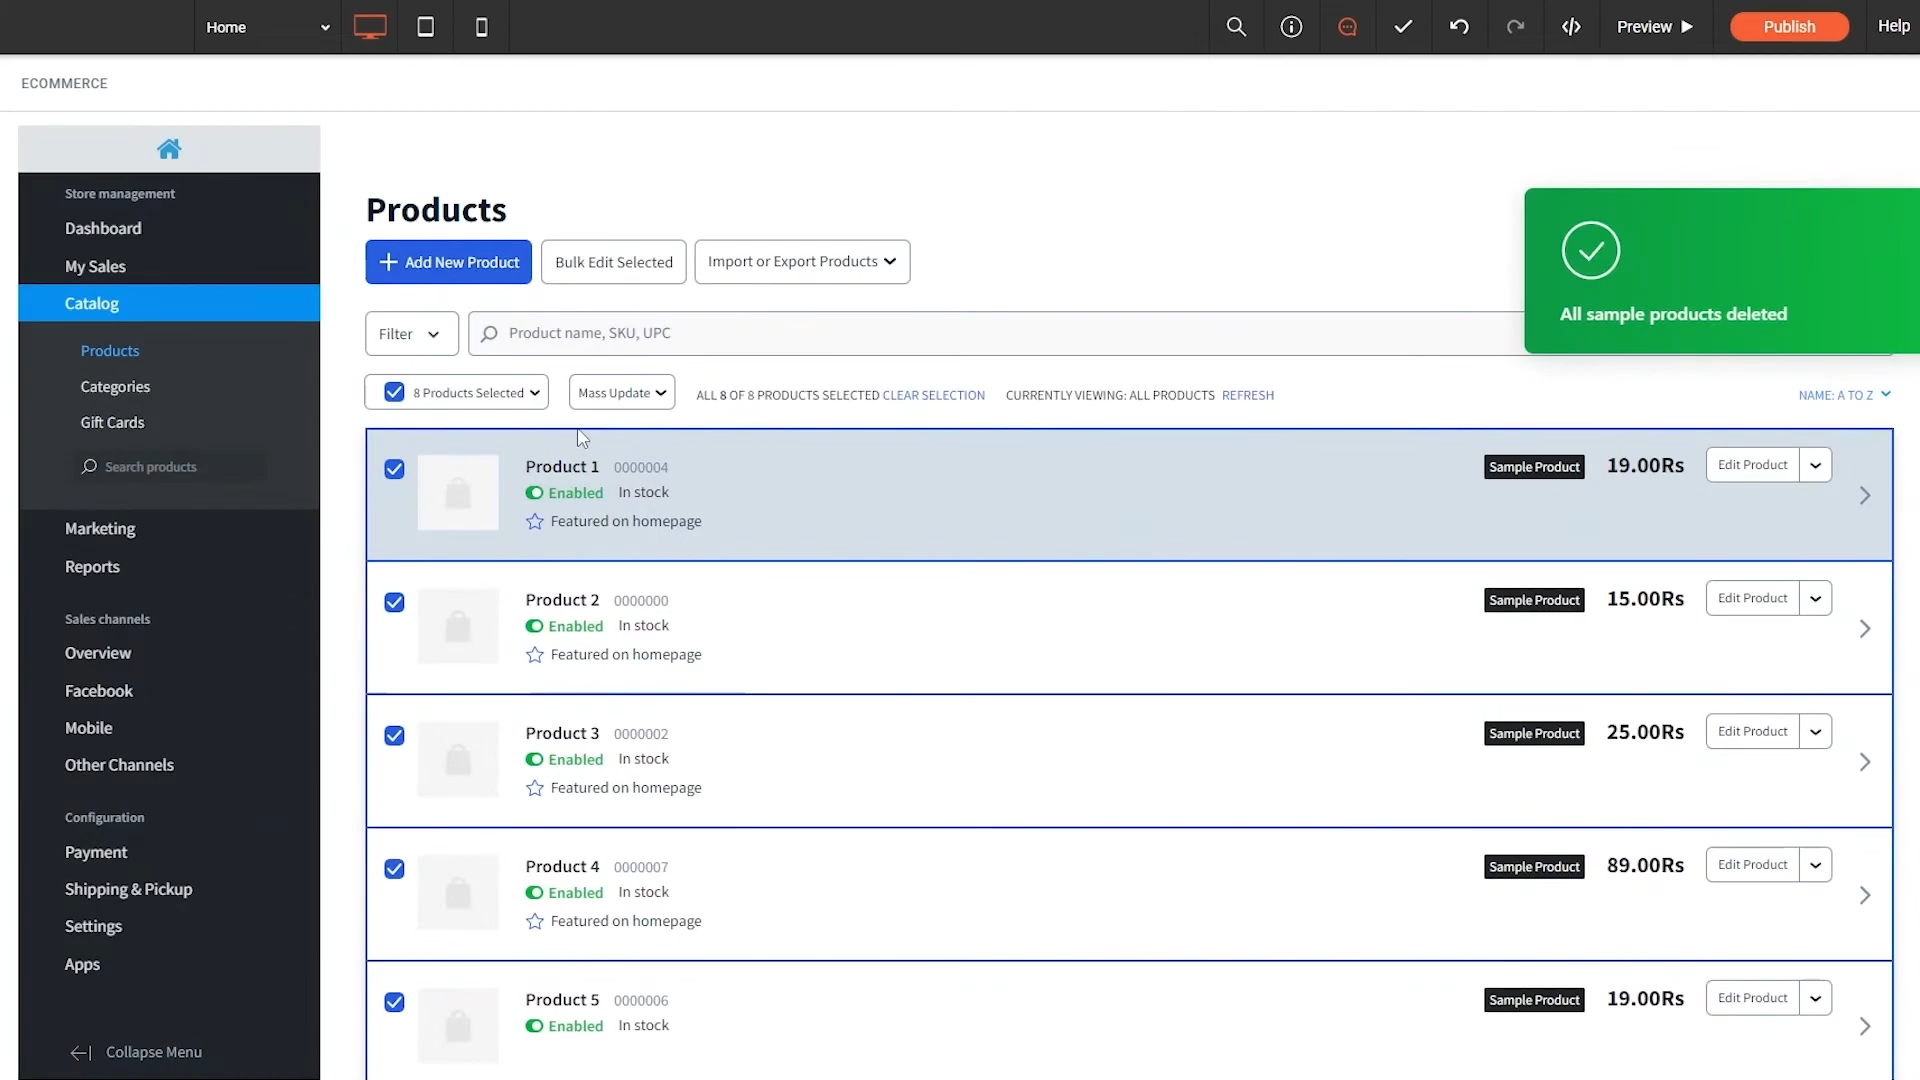 Home
Preview
Publish
Help
ECOMMERCE
Store management
Dashboard
My Sales
Catalog
Products
Categories
Gift Cards
Search products
Marketing
Reports
Sales channels
Overview
Facebook
Mobile
Other Channels
Configuration
Payment
Shipping & Pickup
Settings
Apps
Collapse Menu
Products
Add New Product
Bulk Edit Selected
Import or Export Products
All sample products deleted
Filter
Product name, SKU, UPC
8 Products Selected
Mass Update
ALL 8 OF 8 PRODUCTS SELECTED CLEAR SELECTION
CURRENTLY VIEWING: ALL PRODUCTS REFRESH
NAME: A TO Z
Product 1 0000004
Enabled In stock
Featured on homepage
Sample Product 19.00Rs Edit Product
Product 2 0000000
Enabled In stock
Featured on homepage
Sample Product 15.00Rs Edit Product
Product 3 0000002
Enabled In stock
Featured on homepage
Sample Product 25.00Rs Edit Product
Product 4 0000007
Enabled In stock
Featured on homepage
Sample Product 89.00Rs Edit Product
Product 5 0000006
Enabled In stock
Sample Product 19.00Rs Edit Product